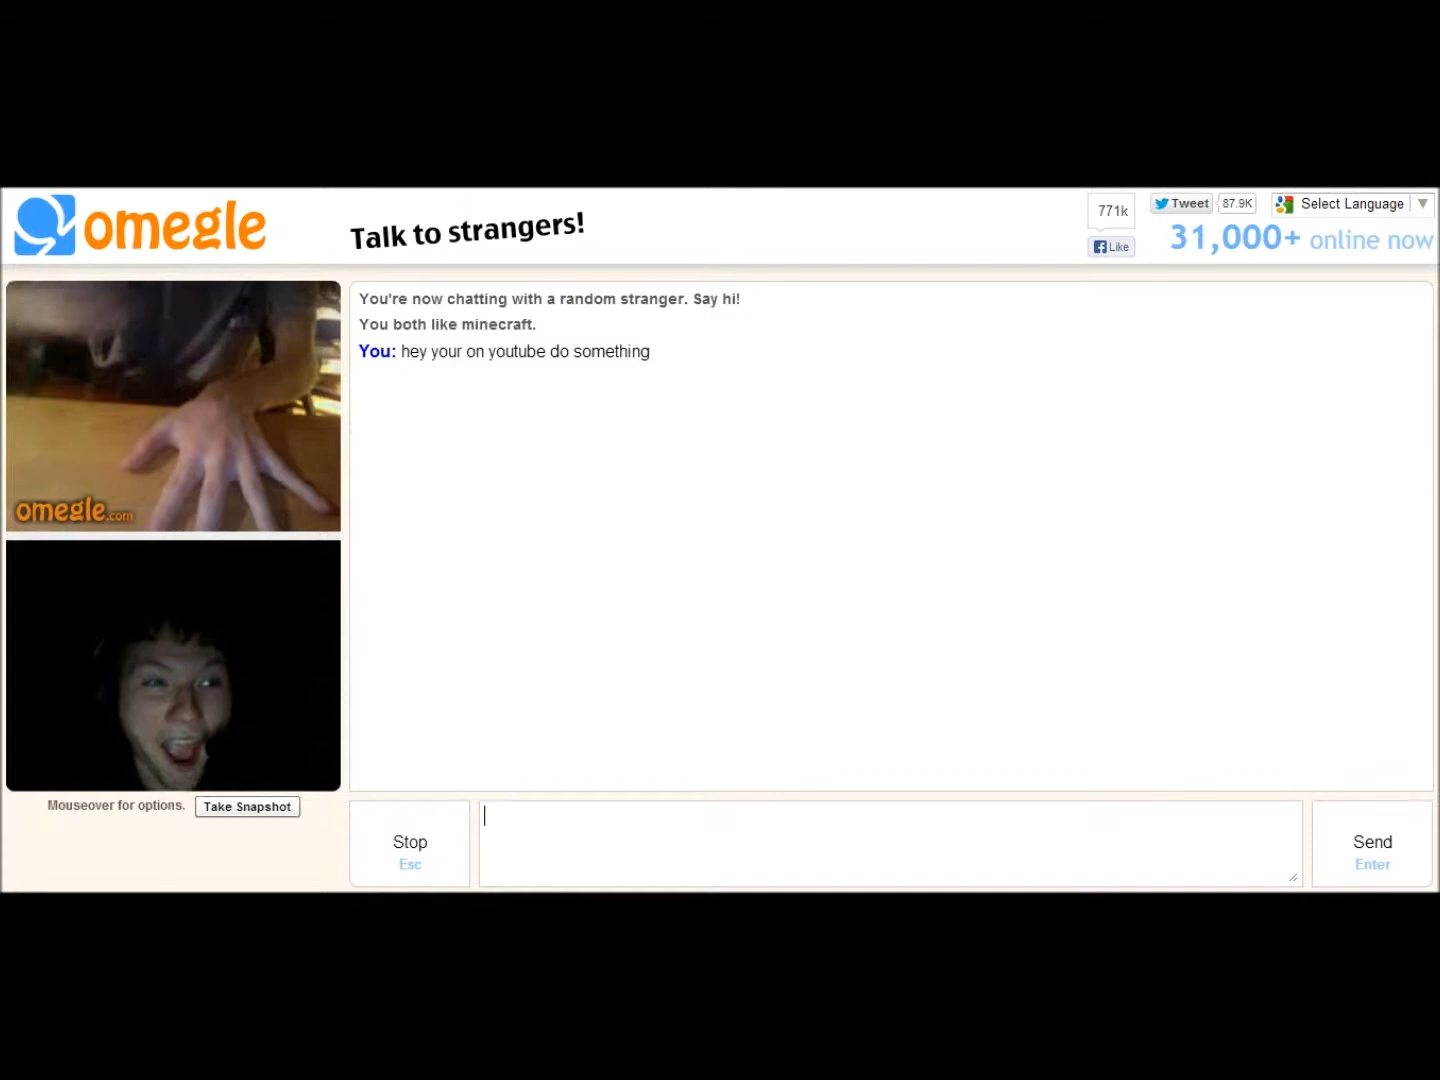 omegle
Talk to strangers!
771k
Like
Tweet
87.9K
Select Language
31,000+ online now
omegle.com
You're now chatting with a random stranger. Say hi!
You both like minecraft.
You: hey your on youtube do something
Mouseover for options.
Take Snapshot
Stop
Esc
Send
Enter